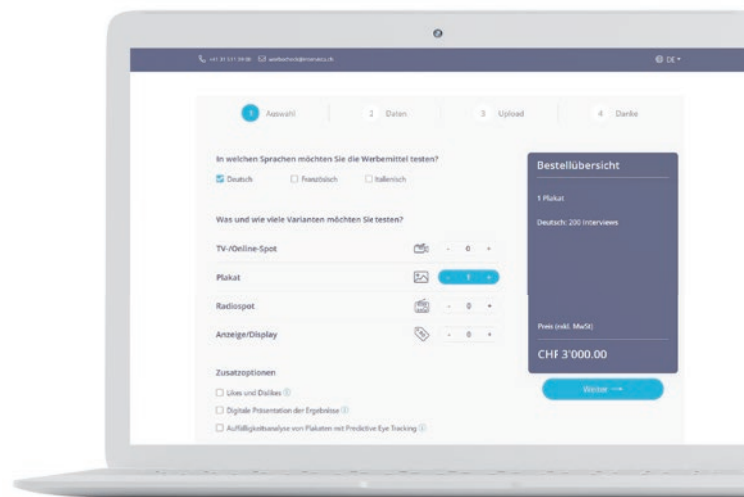 DE
1 Auswahl
2 Daten
3 Upload
4 Danke
In welchen Sprachen möchten Sie die Werbemittel testen?
Deutsch
Französisch
Italienisch
Was und wie viele Varianten möchten Sie testen?
TV-/Online-Spot
- 0 +
Plakat
- 1 +
Radiospot
- 0 +
Anzeige/Display
- 0 +
Zusatzoptionen
Likes und Dislikes
Digitale Präsentation der Ergebnisse
Auffälligkeitsanalyse von Plakaten mit Predictive Eye Tracking
Bestellübersicht
1 Plakat
Deutsch: 200 Interviews
Preis (inkl. MwSt)
CHF 3'000.00
Weiter →